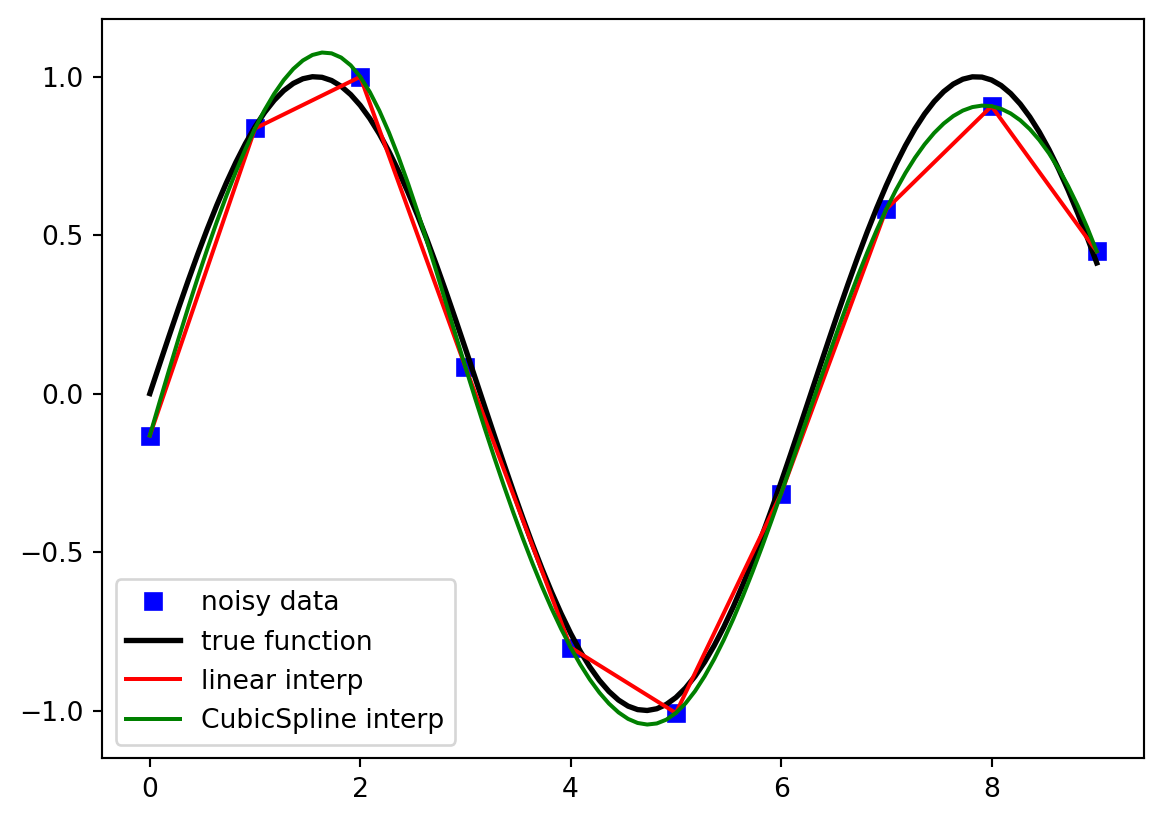 1.0
0.5
0.0
−0.5
−1.0
noisy data
true function
linear interp
CubicSpline interp
0 2 4 6 8